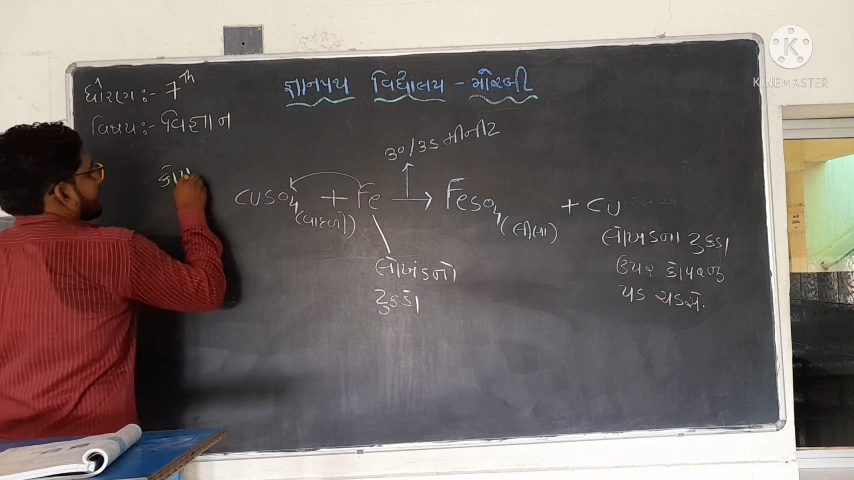 જ્ઞાનપથ વિદ્યાલય - મોરબી
ધોરણ :- 7th
વિષય :- વિજ્ઞાન
30/35 મીનીટ
કોપ
CuSO4 + Fe → FeSO4 + Cu
(વાદળી)
(લીલા)
લોખંડનો
ટુકડો
લોખંડના ટુકડા
ઉપર કોપરનું
પડ ચડશે.
K
KINEMASTER